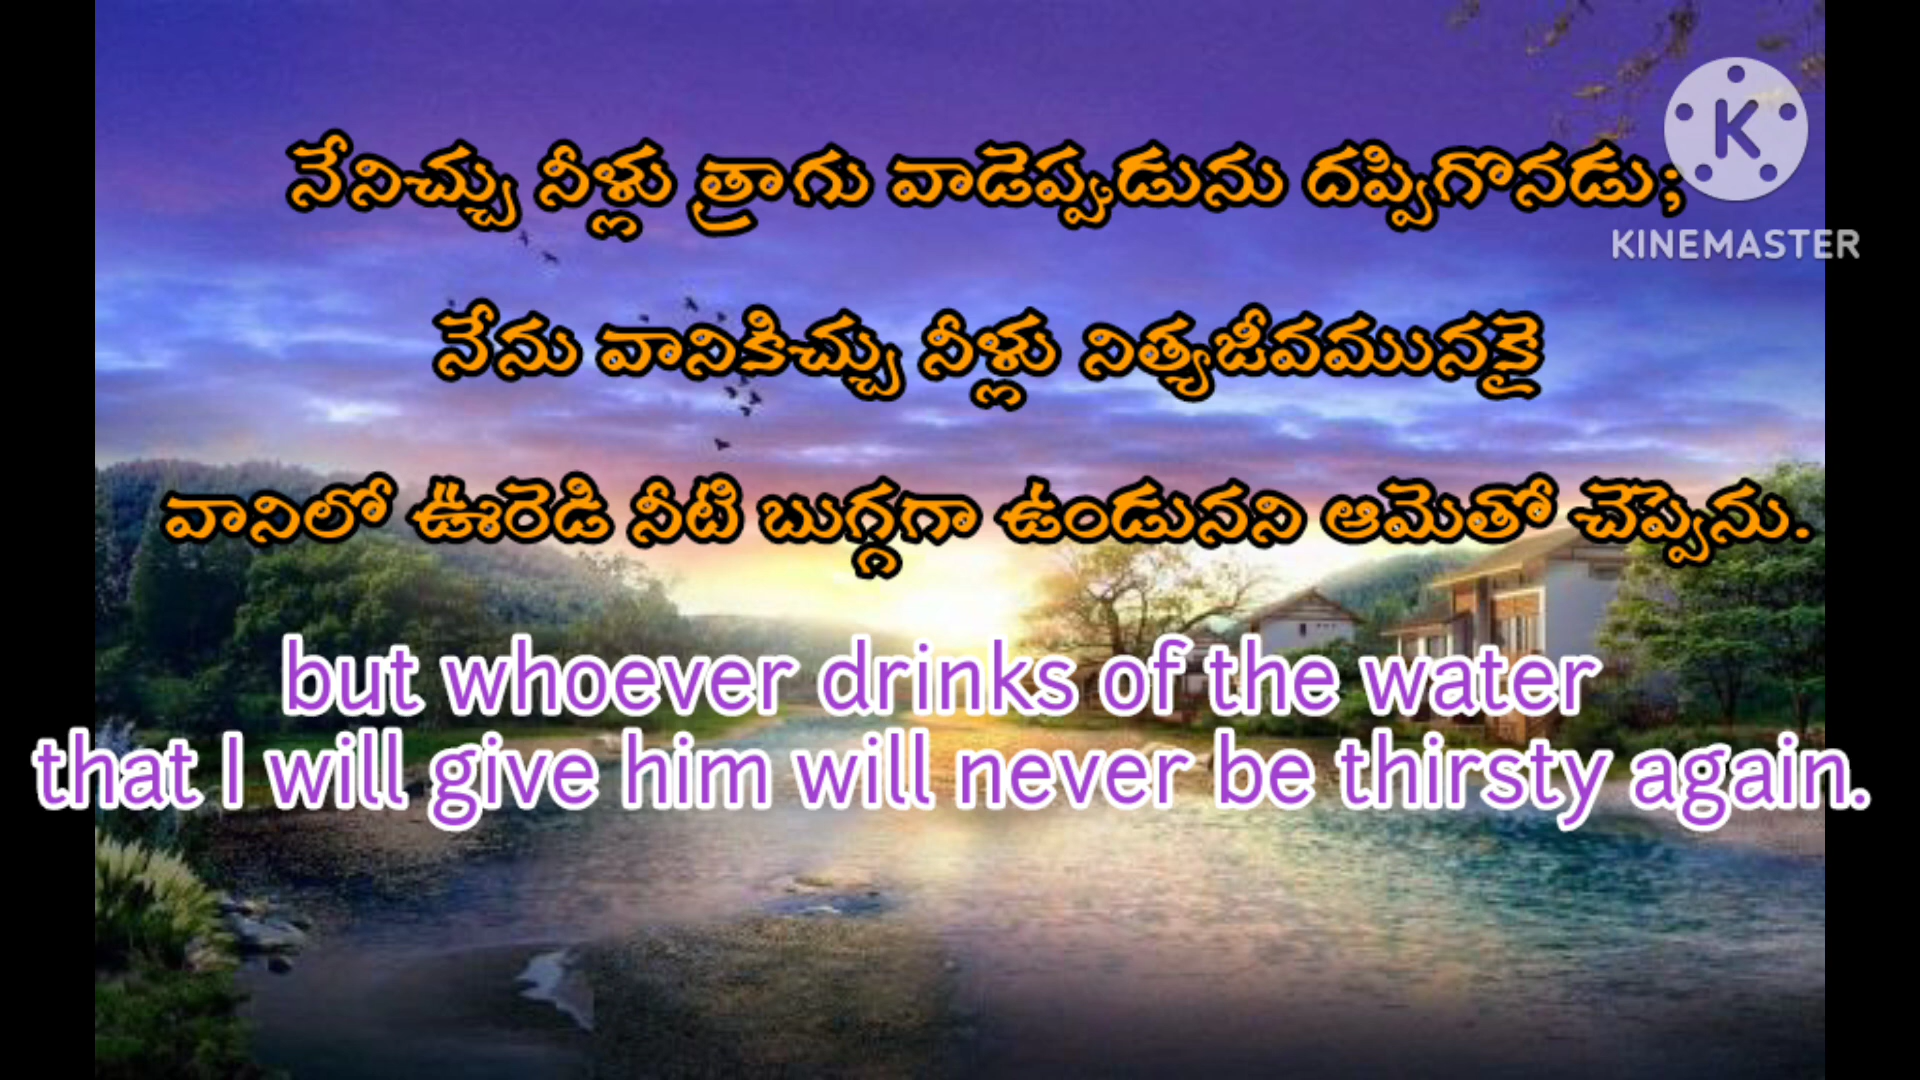 నేనిచ్చు నీళ్లు త్రాగు వాడెప్పుడును దప్పిగొనడు;
KINEMASTER
నేను వానికిచ్చు నీళ్లు నిత్యజీవమునకై
వానిలో ఊరెడి నీటి బుగ్గగా ఉండునని ఆమెతో చెప్పెను.
but whoever drinks of the water
that I will give him will never be thirsty again.